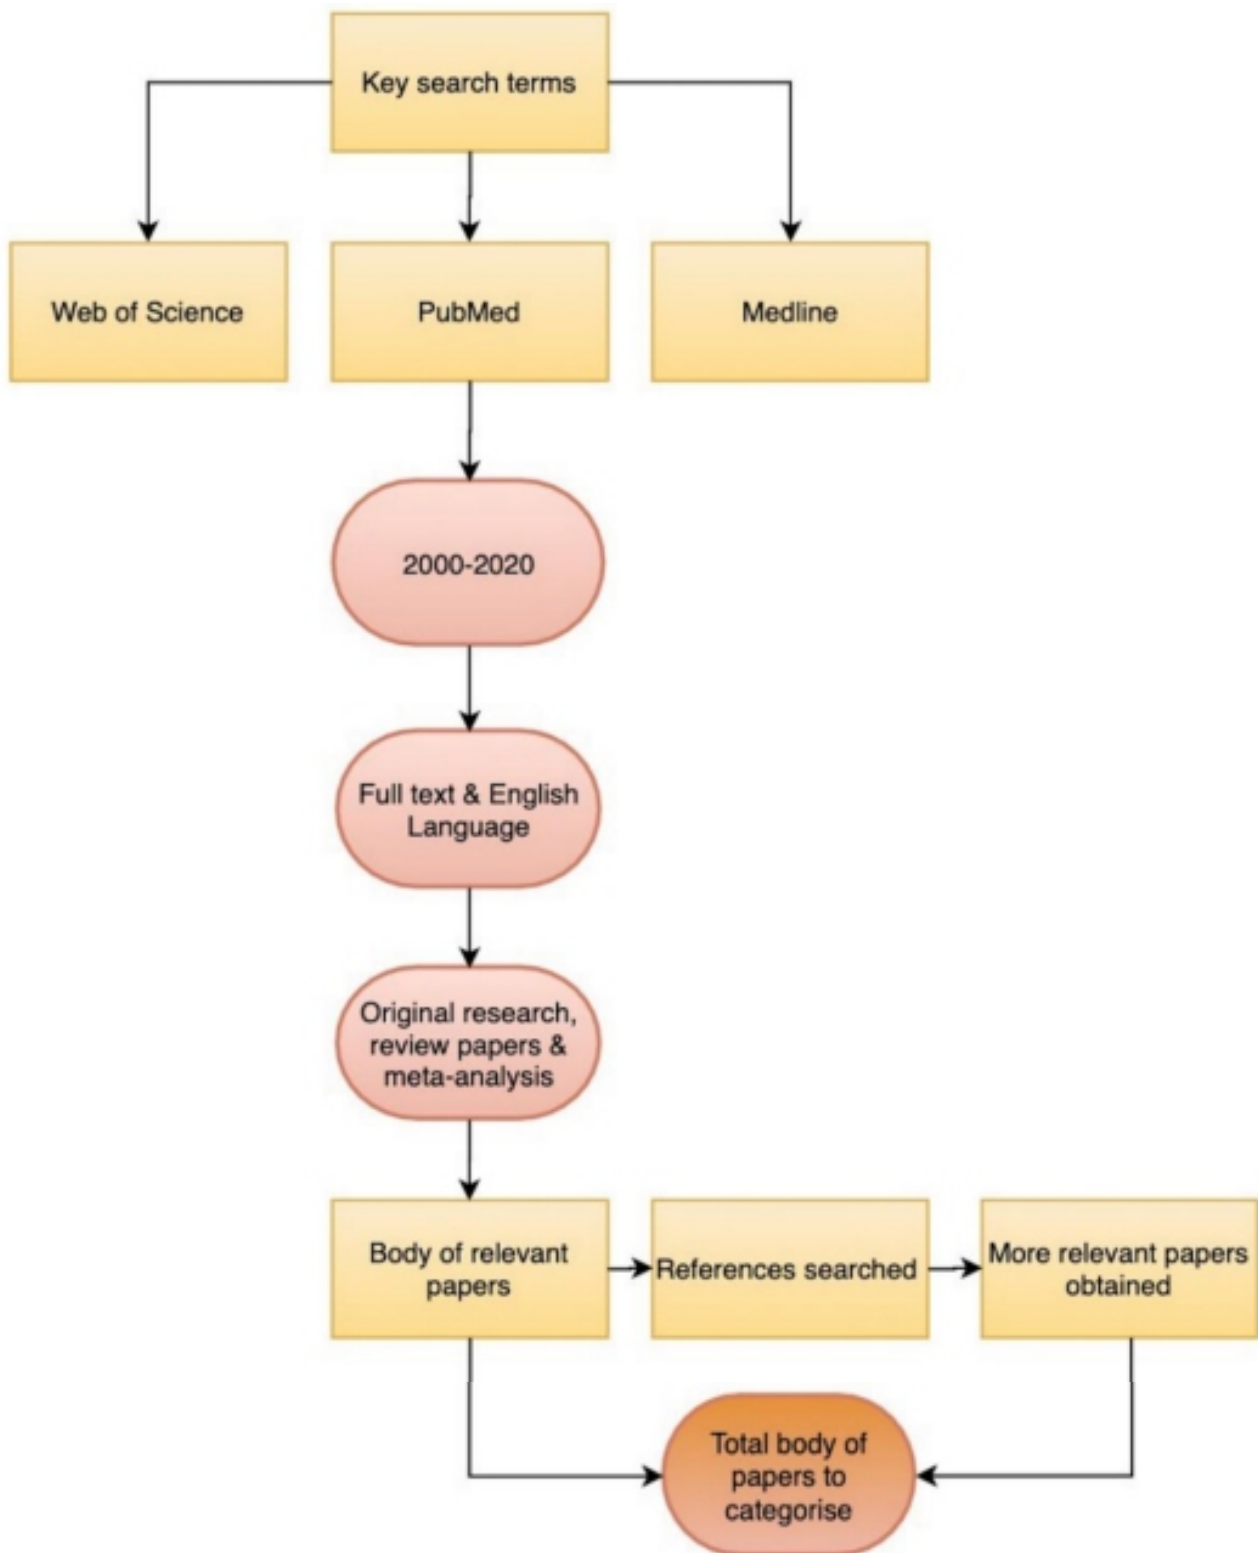 Key search terms
Web of Science
PubMed
Medline
2000-2020
Full text & English
Language
Original research,
review papers &
meta-analysis
Body of relevant
papers
References searched
More relevant papers
obtained
Total body of
papers to
categorise